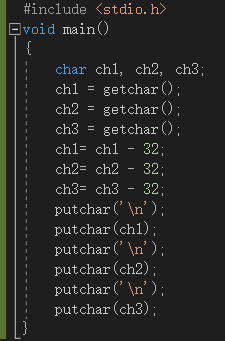 #include <stdio.h>
void main()
{
char ch1, ch2, ch3;
ch1 = getchar();
ch2 = getchar();
ch3 = getchar();
ch1= ch1 - 32;
ch2= ch2 - 32;
ch3= ch3 - 32;
putchar('\n');
putchar(ch1);
putchar('\n');
putchar(ch2);
putchar('\n');
putchar(ch3);
}